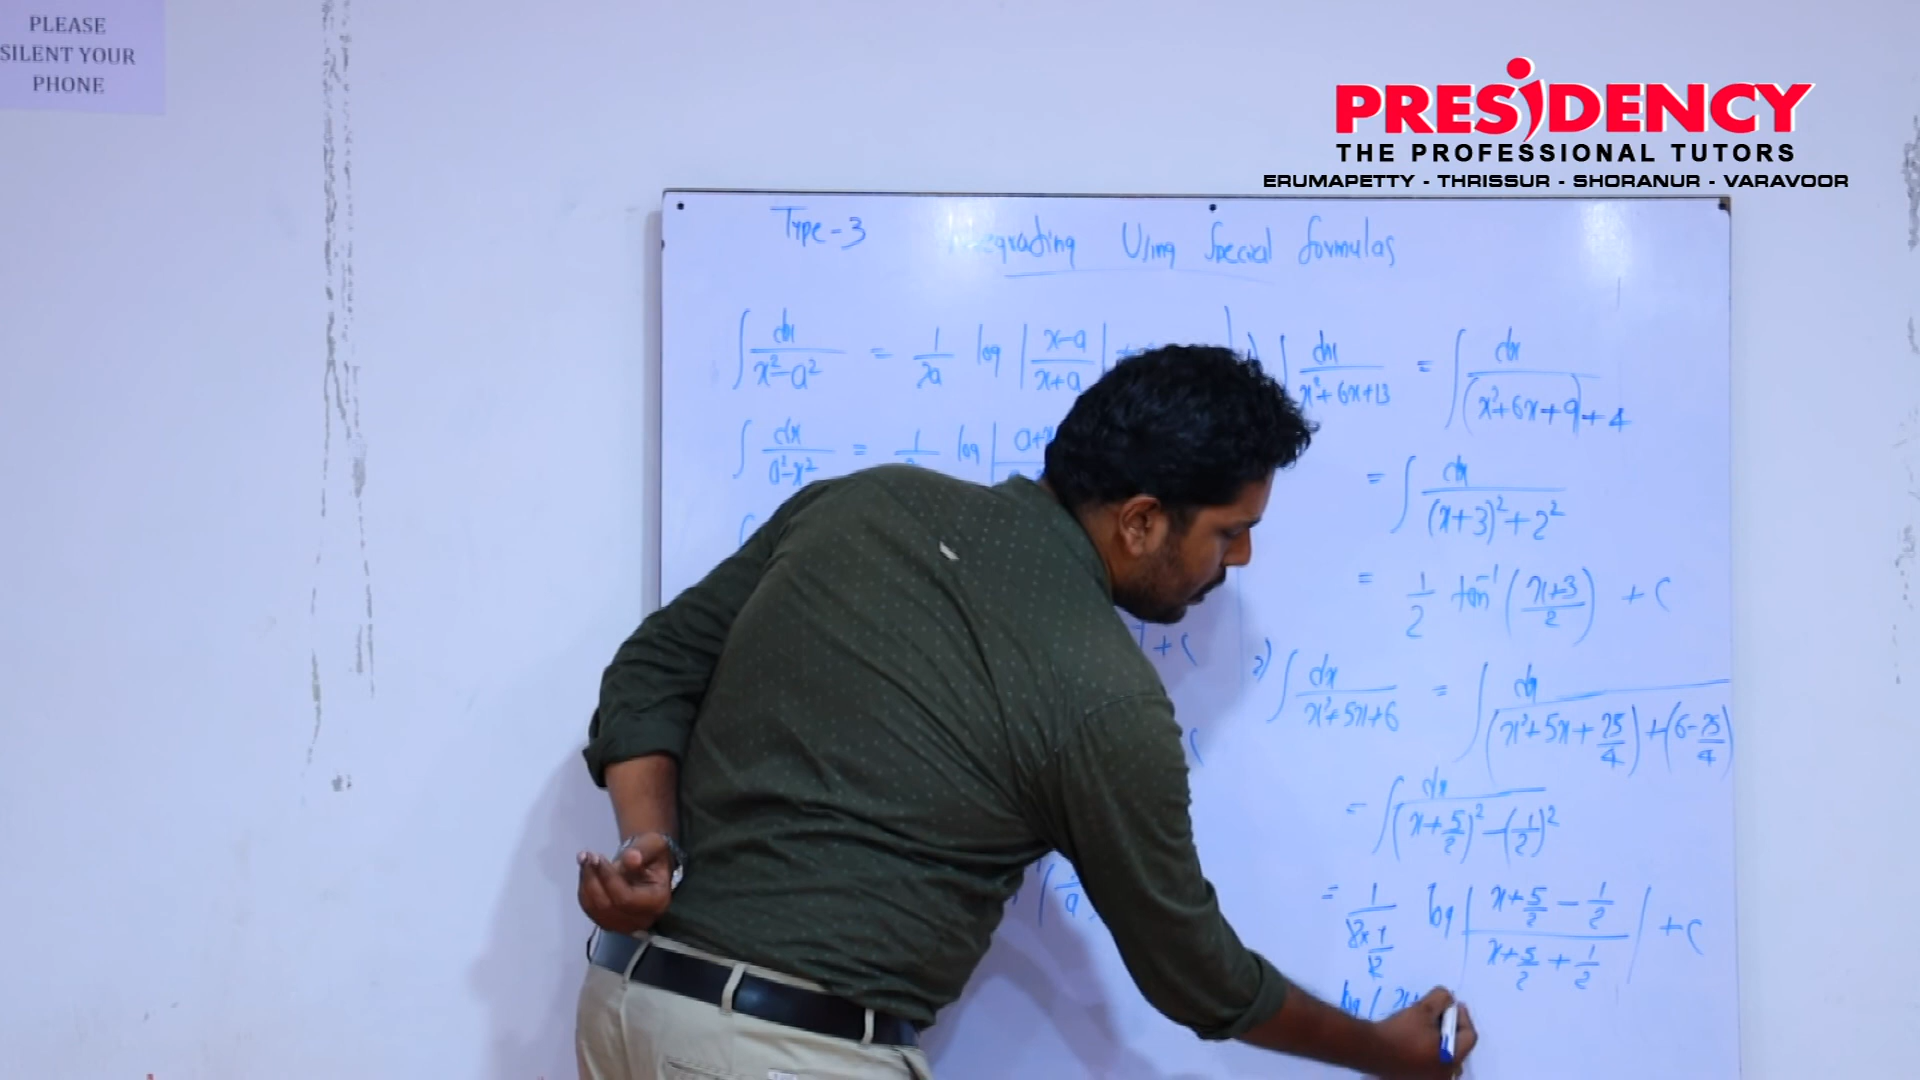 PLEASE
SILENT YOUR
PHONE
PRESiDENCY
THE PROFESSIONAL TUTORS
ERUMAPETTY - THRISSUR - SHORANUR - VARAVOOR
Type-3 Using Special formulas
∫ dx/(x²-a²) = 1/2a log |(x-a)/(x+a)|
∫ dx/(a²-x²) = log |
+ C
1) ∫ dx/(x²+6x+13) = ∫ dx/((x²+6x+9)+4)
= ∫ dx/((x+3)²+2²)
= 1/2 tan⁻¹((x+3)/2) + C
2) ∫ dx/(x²+5x+6) = ∫ dx/((x²+5x+25/4)+(6-25/4))
= ∫ dx/((x+5/2)²-(1/2)²)
= 1/(2×1/2) log |(x+5/2-1/2)/(x+5/2+1/2)| + C
log